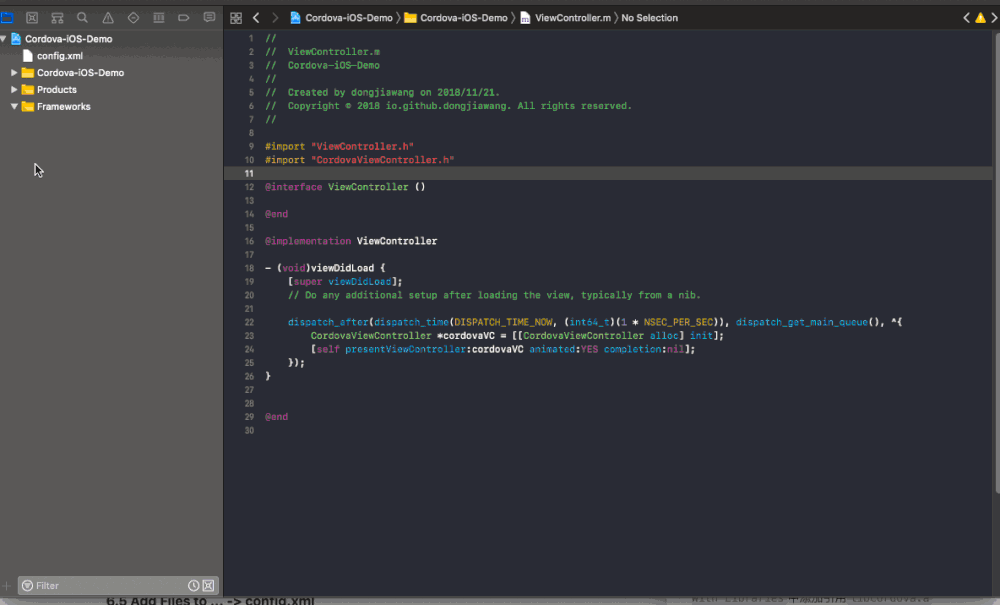 Cordova-iOS-Demo
config.xml
Cordova-iOS-Demo
Products
Frameworks
Filter
Cordova-iOS-Demo 〉 Cordova-iOS-Demo 〉 ViewController.m 〉 No Selection
1 //
2 //  ViewController.m
3 //  Cordova-iOS-Demo
4 //
5 //  Created by dongjiawang on 2018/11/21.
6 //  Copyright © 2018 io.github.dongjiawang. All rights reserved.
7 //
8
9 #import "ViewController.h"
10 #import "CordovaViewController.h"
11
12 @interface ViewController ()
13
14 @end
15
16 @implementation ViewController
17
18 - (void)viewDidLoad {
19     [super viewDidLoad];
20     // Do any additional setup after loading the view, typically from a nib.
21
22     dispatch_after(dispatch_time(DISPATCH_TIME_NOW, (int64_t)(1 * NSEC_PER_SEC)), dispatch_get_main_queue(), ^{
23         CordovaViewController *cordovaVC = [[CordovaViewController alloc] init];
24         [self presentViewController:cordovaVC animated:YES completion:nil];
25     });
26 }
27
28
29 @end
30
6.5 Add Files to ... -> config.xml